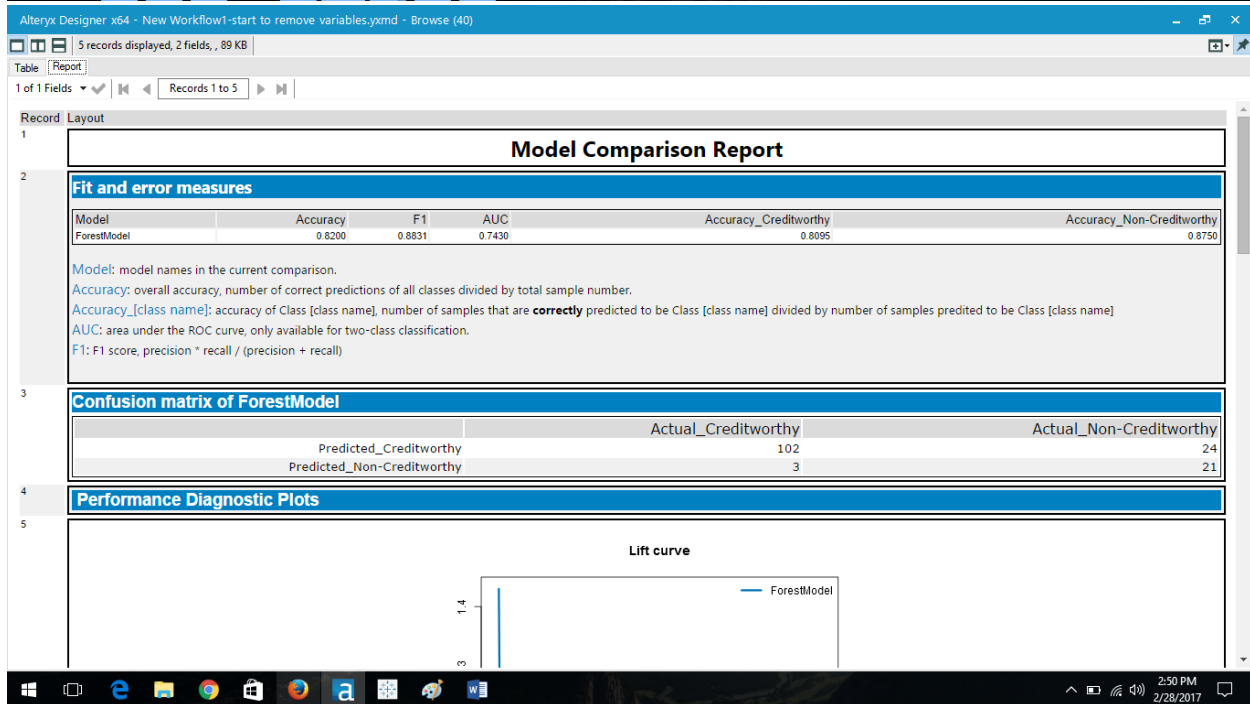 Alteryx Designer x64 - New Workflow1-start to remove variables.yxmd - Browse (40)
5 records displayed, 2 fields, , 89 KB
Table Report
1 of 1 Fields Records 1 to 5
Record Layout
1
Model Comparison Report
2
Fit and error measures
Model Accuracy F1 AUC Accuracy_Creditworthy Accuracy_Non-Creditworthy
ForestModel 0.8200 0.8831 0.7430 0.8095 0.8750
Model: model names in the current comparison.
Accuracy: overall accuracy, number of correct predictions of all classes divided by total sample number.
Accuracy_[class name]: accuracy of Class [class name], number of samples that are correctly predicted to be Class [class name] divided by number of samples predited to be Class [class name]
AUC: area under the ROC curve, only available for two-class classification.
F1: F1 score, precision * recall / (precision + recall)
3
Confusion matrix of ForestModel
Actual_Creditworthy Actual_Non-Creditworthy
Predicted_Creditworthy 102 24
Predicted_Non-Creditworthy 3 21
4
Performance Diagnostic Plots
5
Lift curve
ForestModel
1.4
3
2:50 PM
2/28/2017